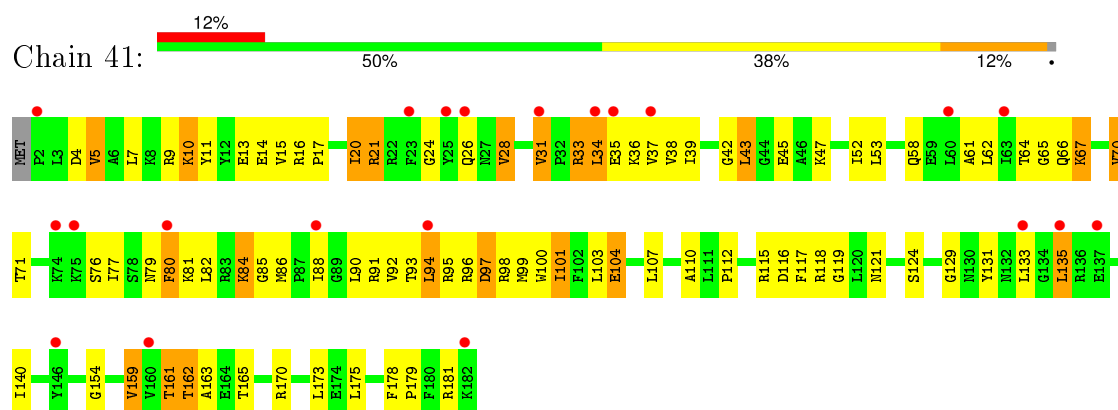 12%
Chain 41:
50% 38% 12% •
MET P2 L3 D4 V5 A6 L7 K8 R9 K10 Y11 Y12 E13 E14 V15 R16 P17 I20 R21 R22 F23 G24 Y25 Q26 N27 V28 V31 P32 R33 L34 E35 K36 V37 V38 I39 G42 L43 G44 E45 A46 K47 I52 L53 Q58 E59 L60 A61 L62 I63 T64 G65 Q66 K67 V70
T71 K74 K75 S76 I77 S78 N79 F80 K81 L82 R83 K84 G85 M86 P87 I88 G89 L90 R91 V92 T93 L94 R95 R96 D97 R98 M99 W100 I101 F102 L103 E104 L107 A110 L111 P112 R115 D116 F117 R118 G119 L120 N121 S124 G129 N130 Y131 N132 L133 G134 L135 R136 E137
I140 Y146 G154 V159 V160 T161 T162 A163 E164 T165 R170 L173 E174 L175 F178 P179 F180 R181 K182